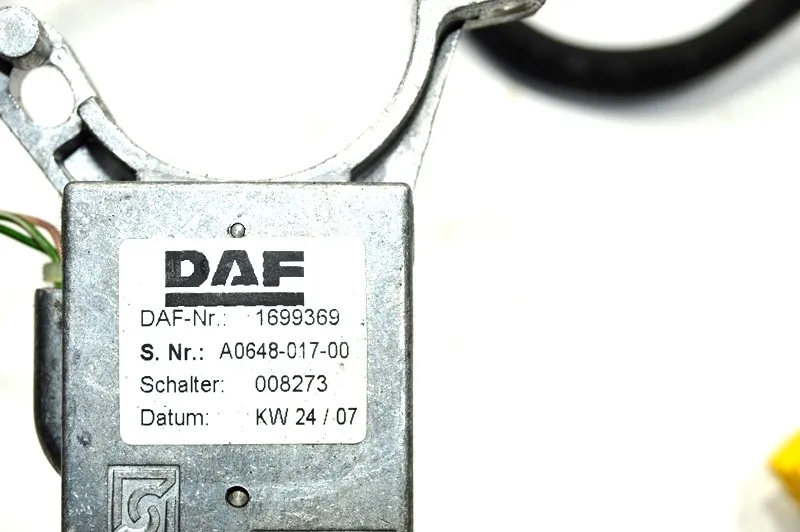 DAF
DAF-Nr.: 1699369
S. Nr.: A0648-017-00
Schalter: 008273
Datum: KW 24 / 07